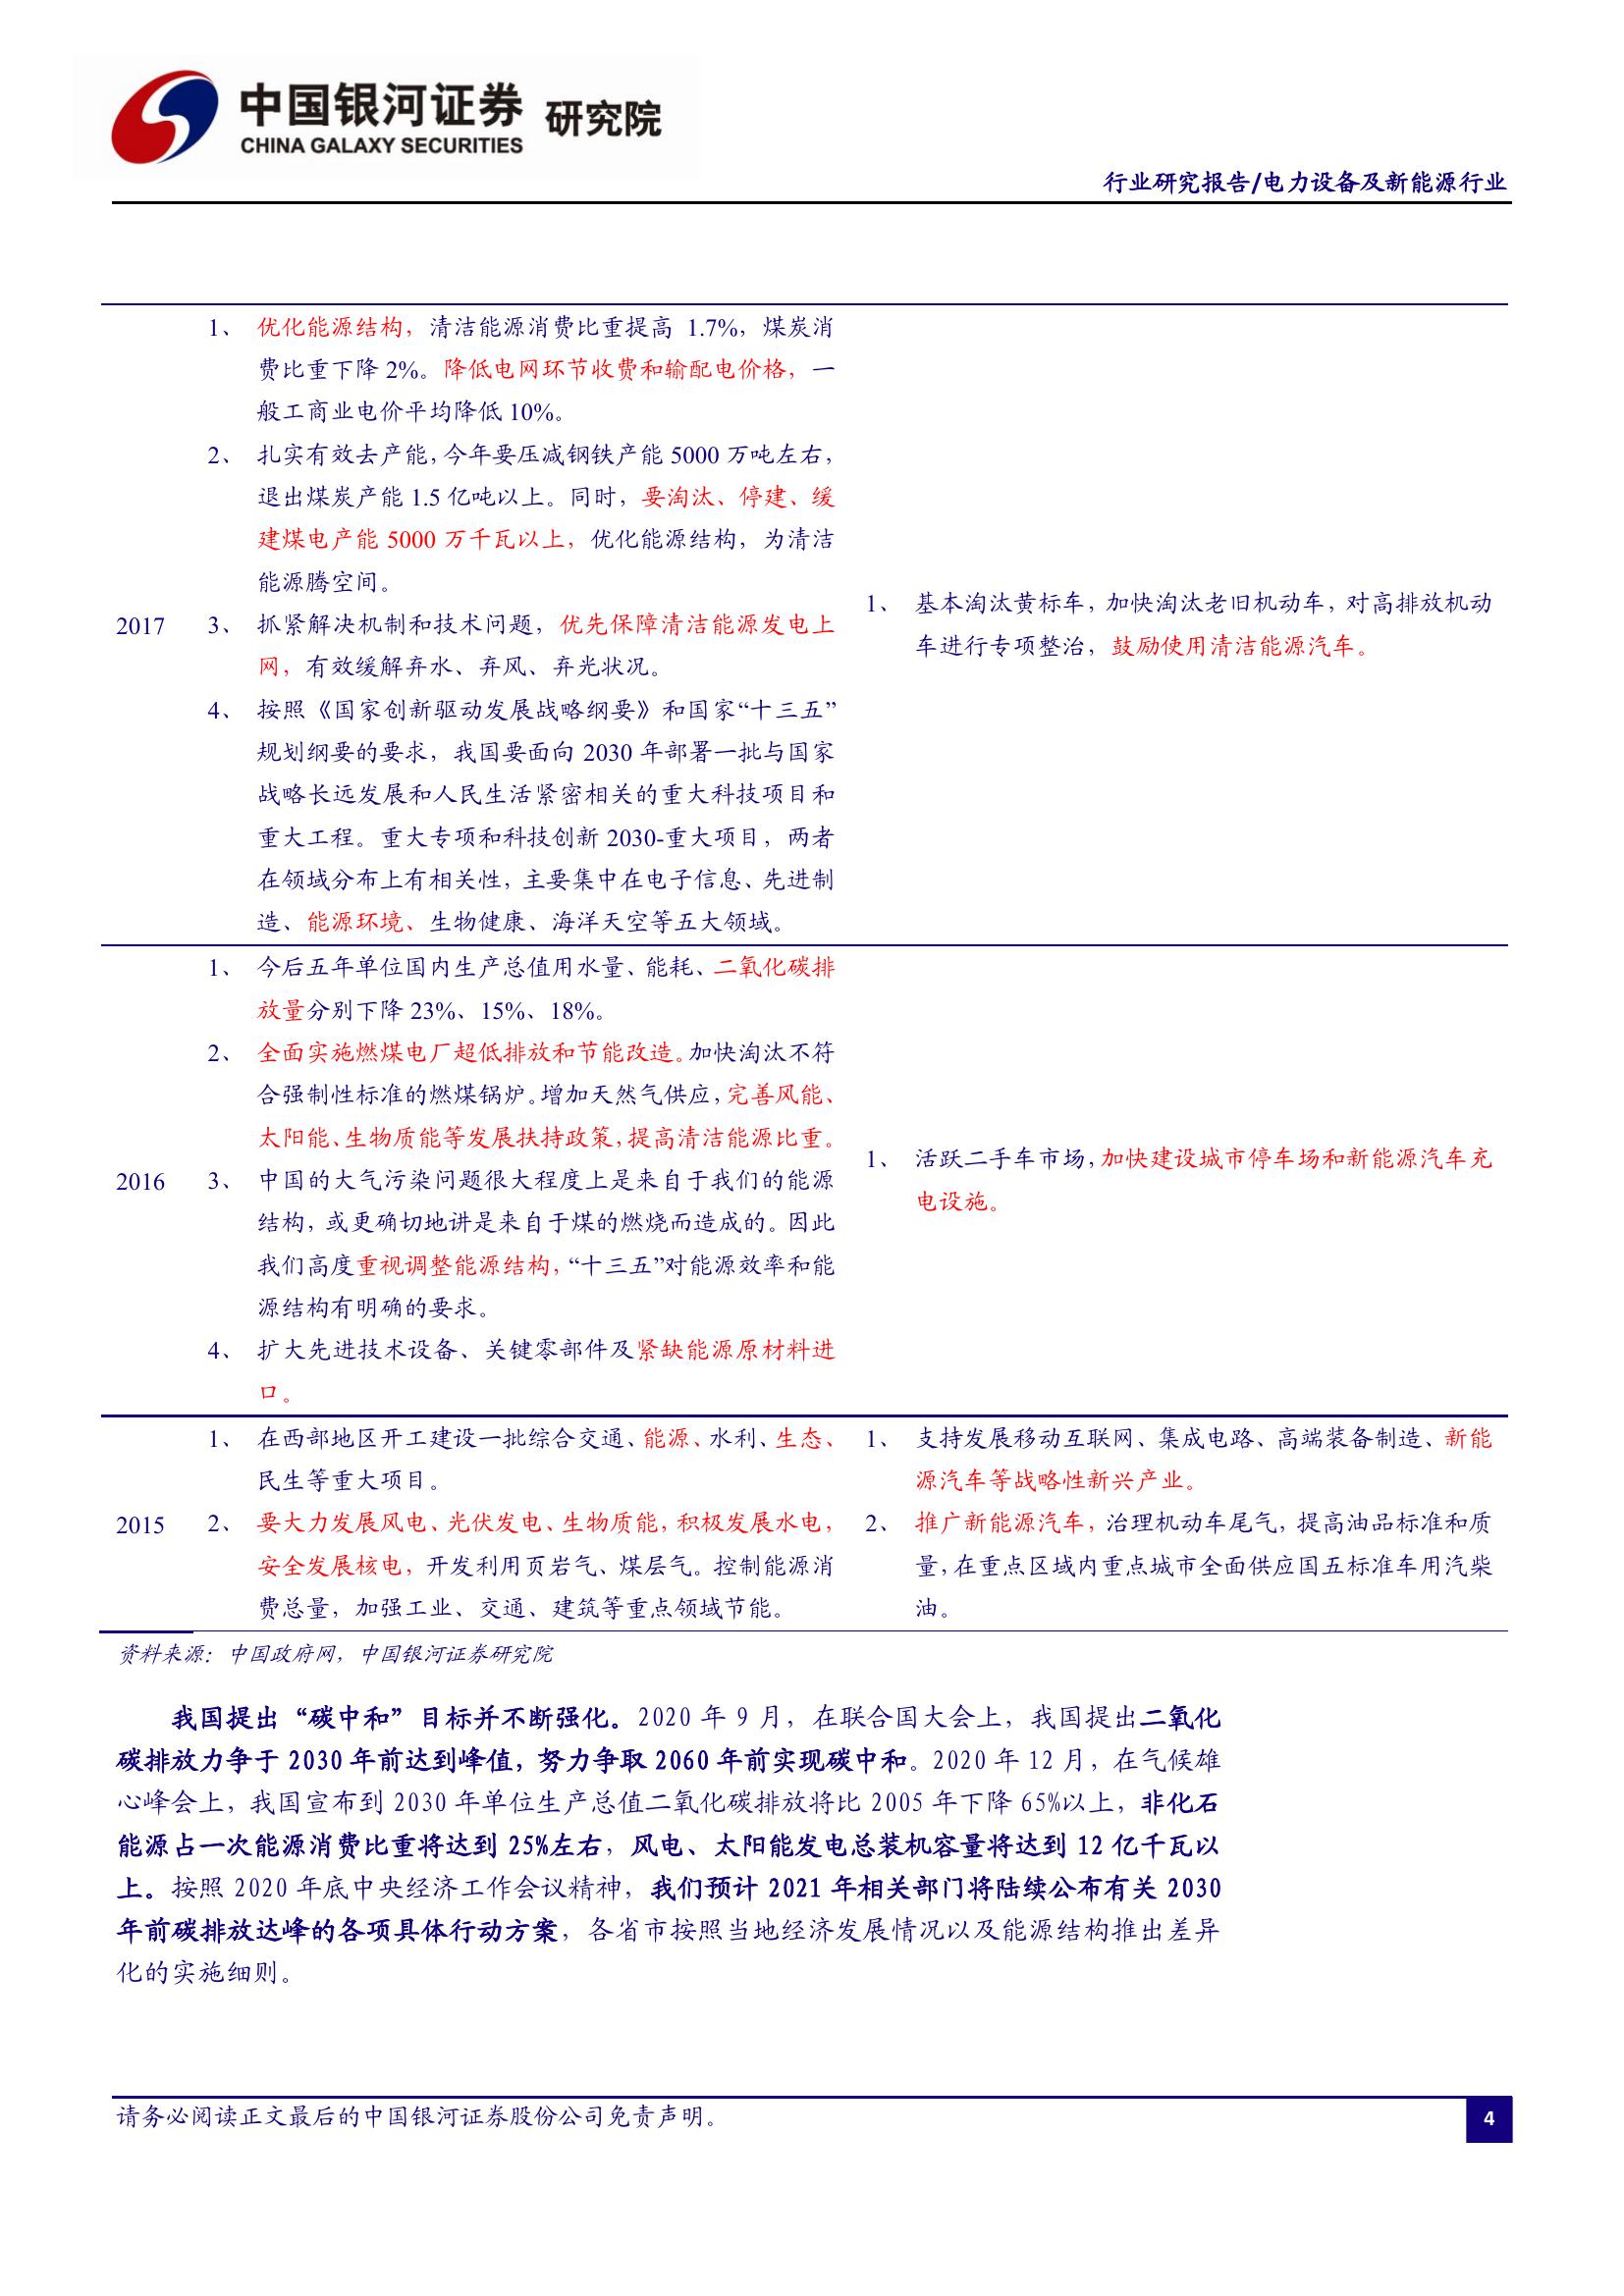 中国银河证券 研究院
CHINA GALAXY SECURITIES
行业研究报告/电力设备及新能源行业
2017
1、 优化能源结构，清洁能源消费比重提高 1.7%，煤炭消
费比重下降 2%。降低电网环节收费和输配电价格，一
般工商业电价平均降低 10%。
2、 扎实有效去产能，今年要压减钢铁产能 5000 万吨左右，
退出煤炭产能 1.5 亿吨以上。同时，要淘汰、停建、缓
建煤电产能 5000 万千瓦以上，优化能源结构，为清洁
能源腾空间。
3、 抓紧解决机制和技术问题，优先保障清洁能源发电上
网，有效缓解弃水、弃风、弃光状况。
4、 按照《国家创新驱动发展战略纲要》和国家“十三五”
规划纲要的要求，我国要面向 2030 年部署一批与国家
战略长远发展和人民生活紧密相关的重大科技项目和
重大工程。重大专项和科技创新 2030-重大项目，两者
在领域分布上有相关性，主要集中在电子信息、先进制
造、能源环境、生物健康、海洋天空等五大领域。
1、 基本淘汰黄标车，加快淘汰老旧机动车，对高排放机动
车进行专项整治，鼓励使用清洁能源汽车。
2016
1、 今后五年单位国内生产总值用水量、能耗、二氧化碳排
放量分别下降 23%、15%、18%。
2、 全面实施燃煤电厂超低排放和节能改造。加快淘汰不符
合强制性标准的燃煤锅炉。增加天然气供应，完善风能、
太阳能、生物质能等发展扶持政策，提高清洁能源比重。
3、 中国的大气污染问题很大程度上是来自于我们的能源
结构，或更确切地讲是来自于煤的燃烧而造成的。因此
我们高度重视调整能源结构，“十三五”对能源效率和能
源结构有明确的要求。
4、 扩大先进技术设备、关键零部件及紧缺能源原材料进
口。
1、 活跃二手车市场，加快建设城市停车场和新能源汽车充
电设施。
2015
1、 在西部地区开工建设一批综合交通、能源、水利、生态、
民生等重大项目。
2、 要大力发展风电、光伏发电、生物质能，积极发展水电，
安全发展核电，开发利用页岩气、煤层气。控制能源消
费总量，加强工业、交通、建筑等重点领域节能。
1、 支持发展移动互联网、集成电路、高端装备制造、新能
源汽车等战略性新兴产业。
2、 推广新能源汽车，治理机动车尾气，提高油品标准和质
量，在重点区域内重点城市全面供应国五标准车用汽柴
油。
资料来源：中国政府网，中国银河证券研究院
我国提出“碳中和”目标并不断强化。2020 年 9 月，在联合国大会上，我国提出二氧化
碳排放力争于 2030 年前达到峰值，努力争取 2060 年前实现碳中和。2020 年 12 月，在气候雄
心峰会上，我国宣布到 2030 年单位生产总值二氧化碳排放将比 2005 年下降 65%以上，非化石
能源占一次能源消费比重将达到 25%左右，风电、太阳能发电总装机容量将达到 12 亿千瓦以
上。按照 2020 年底中央经济工作会议精神，我们预计 2021 年相关部门将陆续公布有关 2030
年前碳排放达峰的各项具体行动方案，各省市按照当地经济发展情况以及能源结构推出差异
化的实施细则。
请务必阅读正文最后的中国银河证券股份公司免责声明。
4